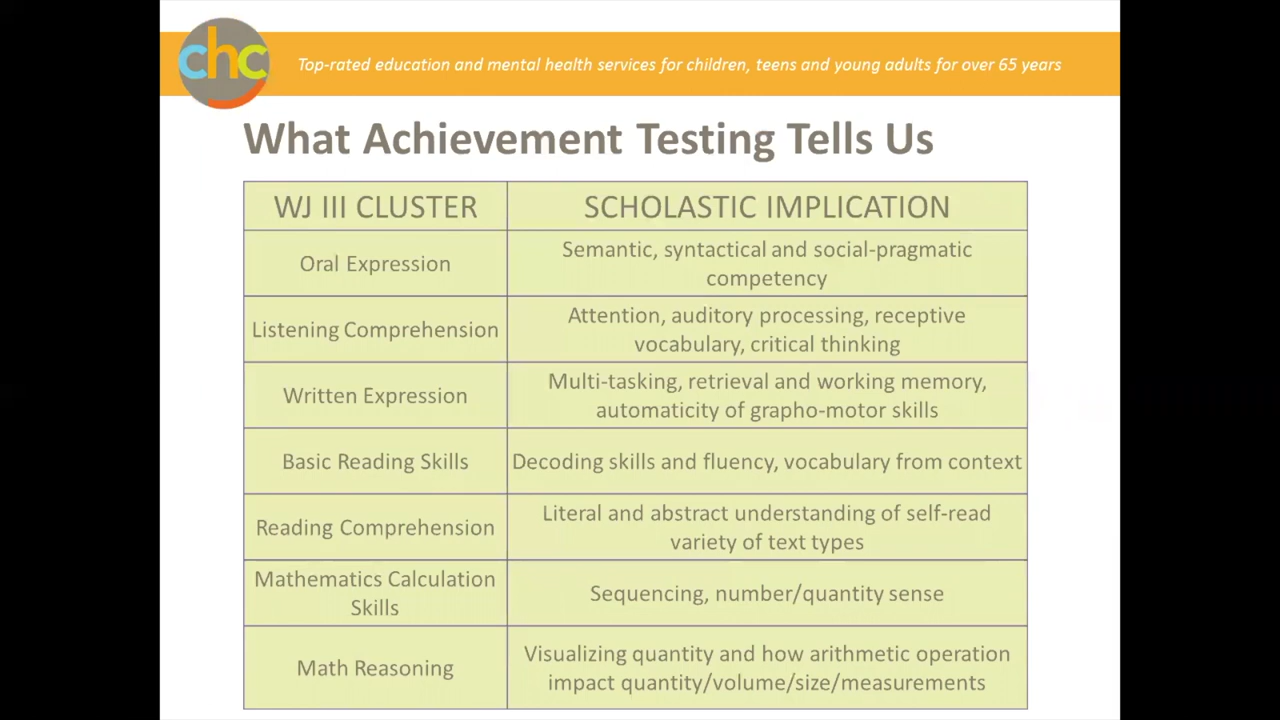 chc
Top-rated education and mental health services for children, teens and young adults for over 65 years
What Achievement Testing Tells Us
WJ III CLUSTER
SCHOLASTIC IMPLICATION
Oral Expression
Semantic, syntactical and social-pragmatic
competency
Listening Comprehension
Attention, auditory processing, receptive
vocabulary, critical thinking
Written Expression
Multi-tasking, retrieval and working memory,
automaticity of grapho-motor skills
Basic Reading Skills
Decoding skills and fluency, vocabulary from context
Reading Comprehension
Literal and abstract understanding of self-read
variety of text types
Mathematics Calculation
Skills
Sequencing, number/quantity sense
Math Reasoning
Visualizing quantity and how arithmetic operation
impact quantity/volume/size/measurements